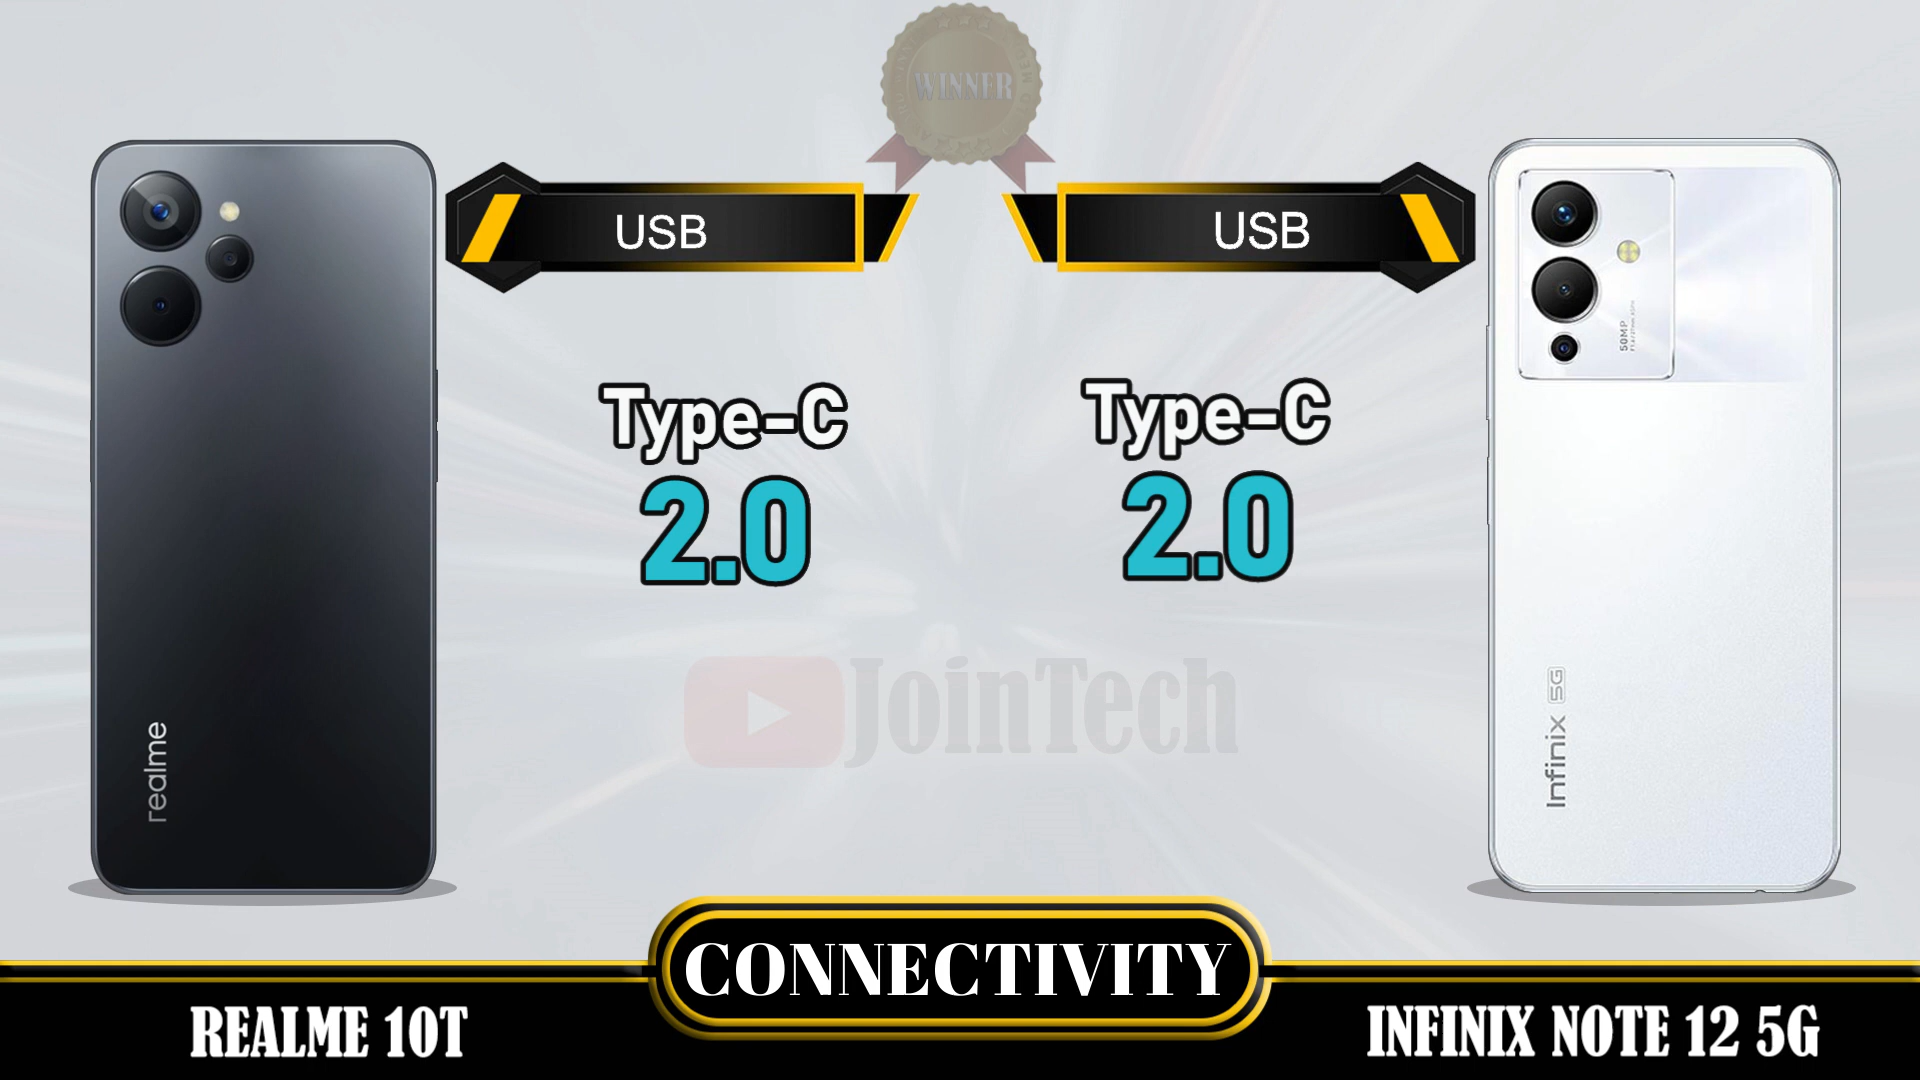 WINNER
USB
USB
Type-C
2.0
Type-C
2.0
50MP
JoinTech
realme
Infinix 5G
CONNECTIVITY
REALME 10T
INFINIX NOTE 12 5G